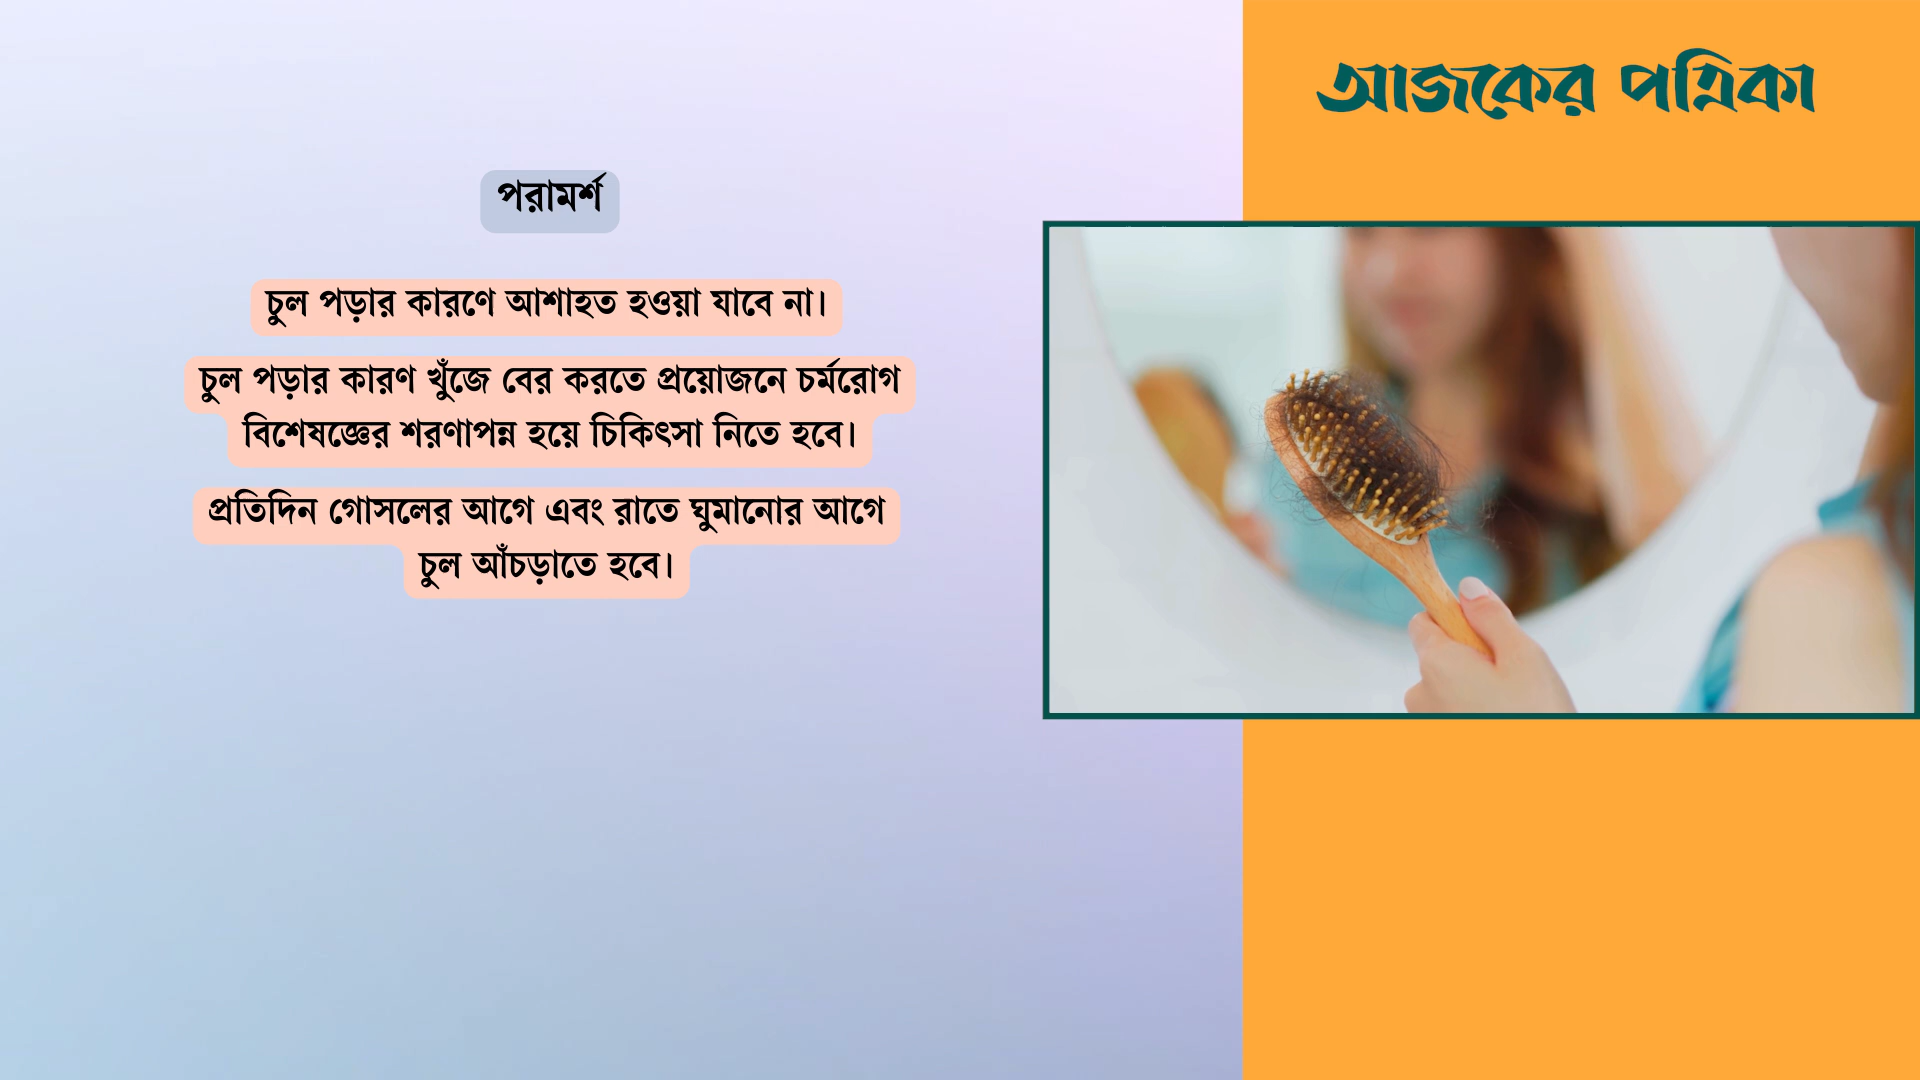 আজকের পত্রিকা
পরামর্শ
চুল পড়ার কারণে আশাহত হওয়া যাবে না।
চুল পড়ার কারণ খুঁজে বের করতে প্রয়োজনে চর্মরোগ
বিশেষজ্ঞের শরণাপন্ন হয়ে চিকিৎসা নিতে হবে।
প্রতিদিন গোসলের আগে এবং রাতে ঘুমানোর আগে
চুল আঁচড়াতে হবে।